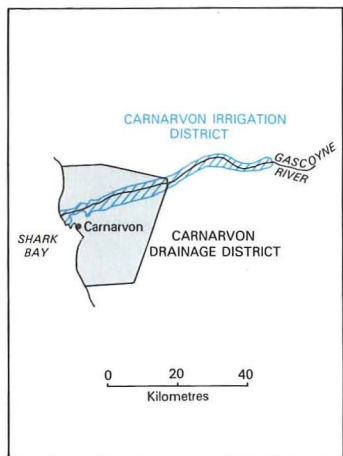 CARNARVON IRRIGATION
DISTRICT
GASCOYNE
RIVER
Carnarvon
SHARK
BAY
CARNARVON
DRAINAGE DISTRICT
0 20 40
Kilometres